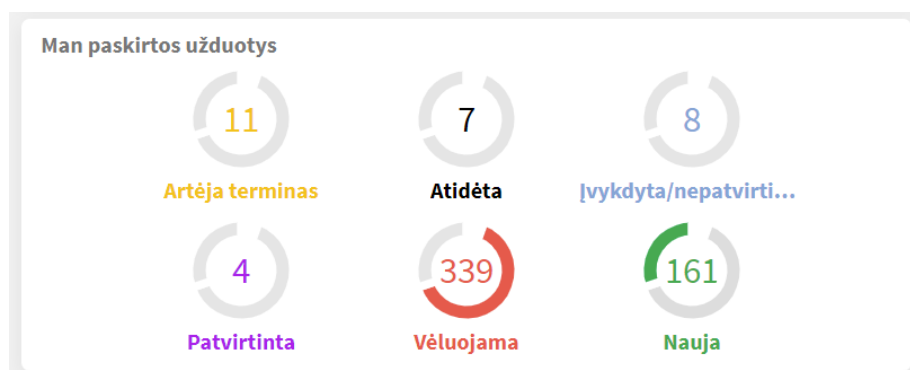 Man paskirtos užduotys
11
7
8
Artėja terminas
Atidėta
Įvykdyta/nepatvirti...
4
339
161
Patvirtinta
Vėluojama
Nauja